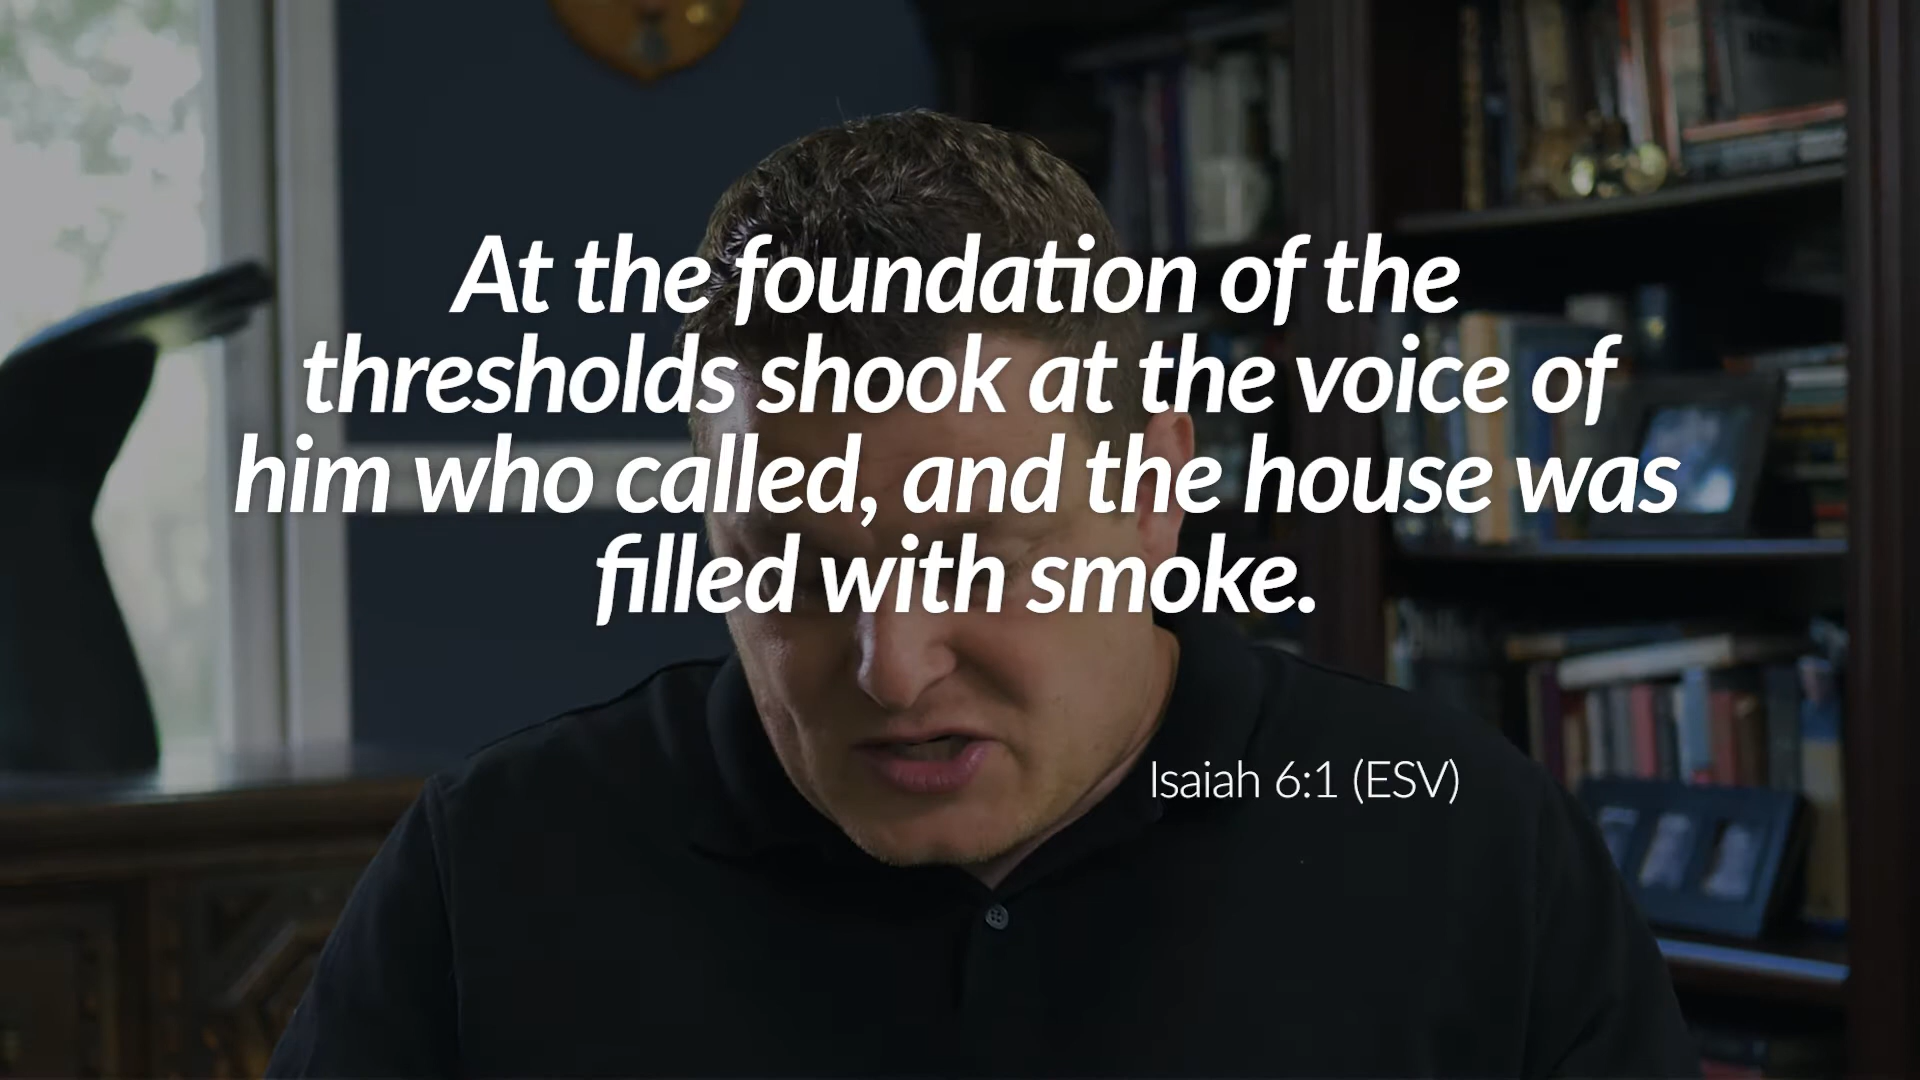 At the foundation of the
thresholds shook at the voice of
him who called, and the house was
filled with smoke.
Isaiah 6:1 (ESV)